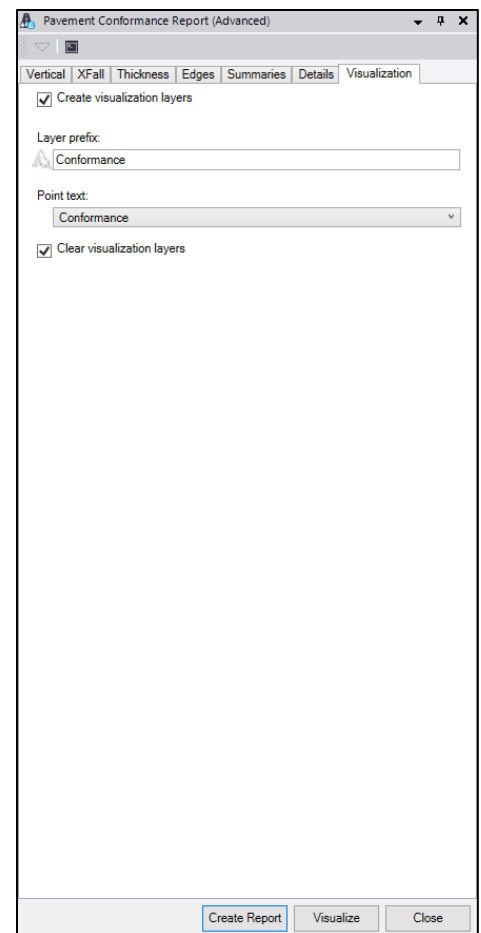 Pavement Conformance Report (Advanced)
Vertical XFall Thickness Edges Summaries Details Visualization
Create visualization layers
Layer prefix:
Conformance
Point text:
Conformance
Clear visualization layers
Create Report Visualize Close